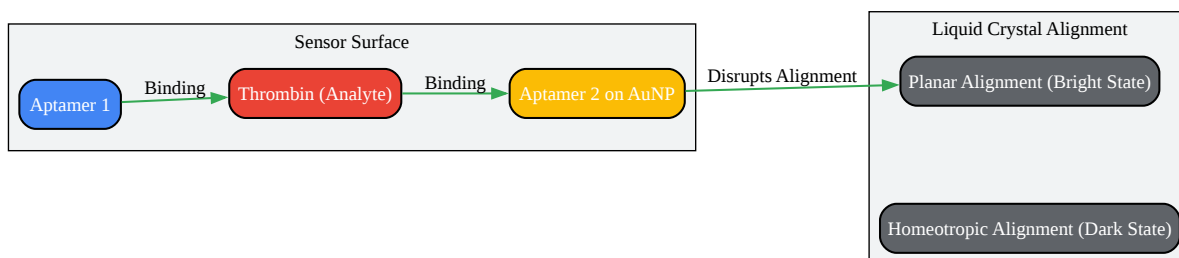 Sensor Surface
Liquid Crystal Alignment
Aptamer 1
Binding
Thrombin (Analyte)
Binding
Aptamer 2 on AuNP
Disrupts Alignment
Planar Alignment (Bright State)
Homeotropic Alignment (Dark State)